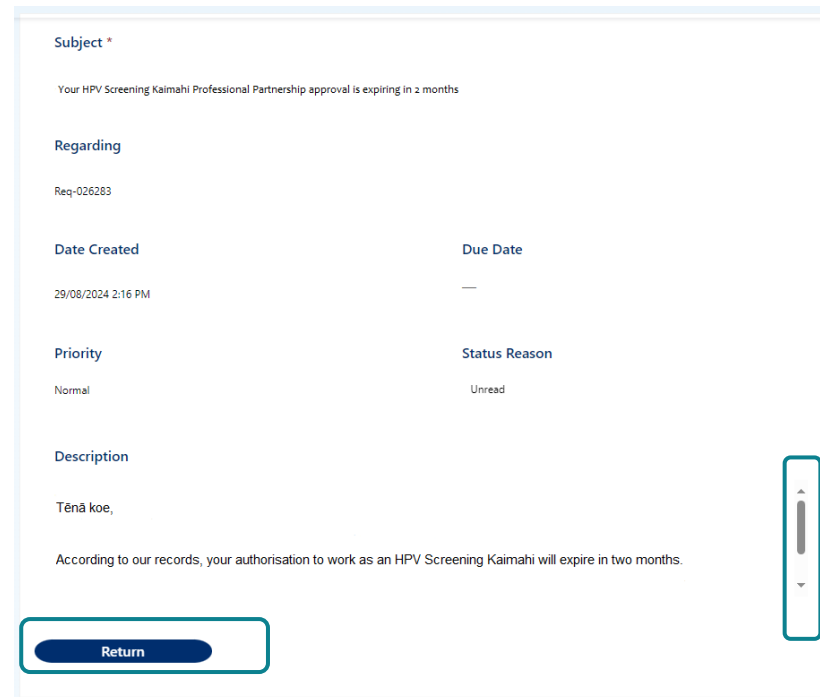 Subject *
Your HPV Screening Kaimahi Professional Partnership approval is expiring in 2 months
Regarding
Req-026283
Date Created
Due Date
29/08/2024 2:16 PM
—
Priority
Status Reason
Normal
Unread
Description
Tēnā koe,
According to our records, your authorisation to work as an HPV Screening Kaimahi will expire in two months.
Return